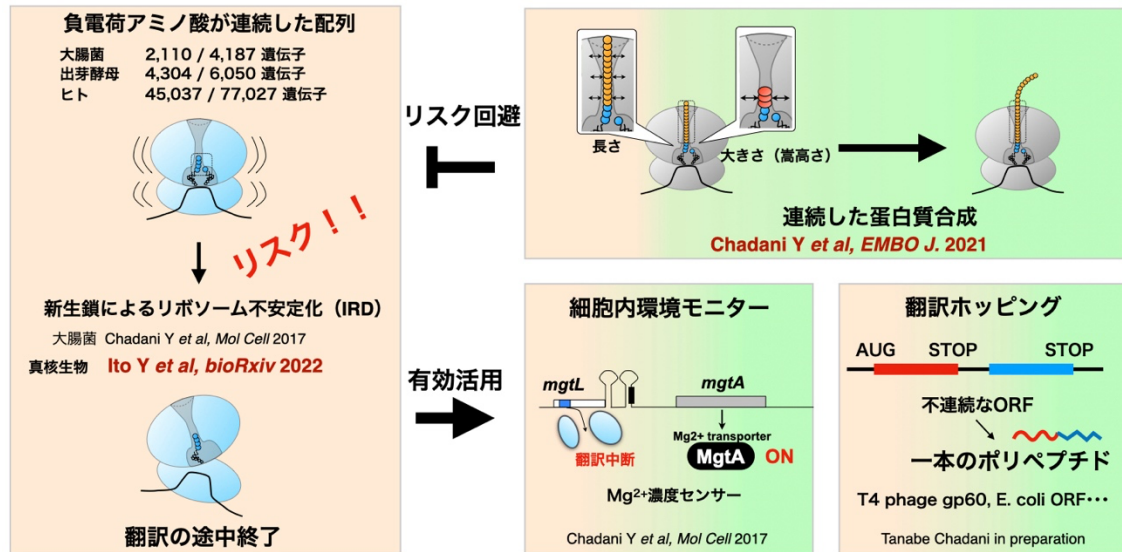 負電荷アミノ酸が連続した配列
大腸菌 2,110 / 4,187 遺伝子
出芽酵母 4,304 / 6,050 遺伝子
ヒト 45,037 / 77,027 遺伝子
リスク！！
新生鎖によるリボソーム不安定化（IRD）
大腸菌 Chadani Y et al, Mol Cell 2017
真核生物 Ito Y et al, bioRxiv 2022
翻訳の途中終了
リスク回避
長さ
大きさ（嵩高さ）
連続した蛋白質合成
Chadani Y et al, EMBO J. 2021
有効活用
細胞内環境モニター
mgtL
mgtA
翻訳中断
Mg2+ transporter
MgtA ON
Mg2+濃度センサー
Chadani Y et al, Mol Cell 2017
翻訳ホッピング
AUG STOP STOP
不連続なORF
一本のポリペプチド
T4 phage gp60, E. coli ORF･･･
Tanabe Chadani in preparation